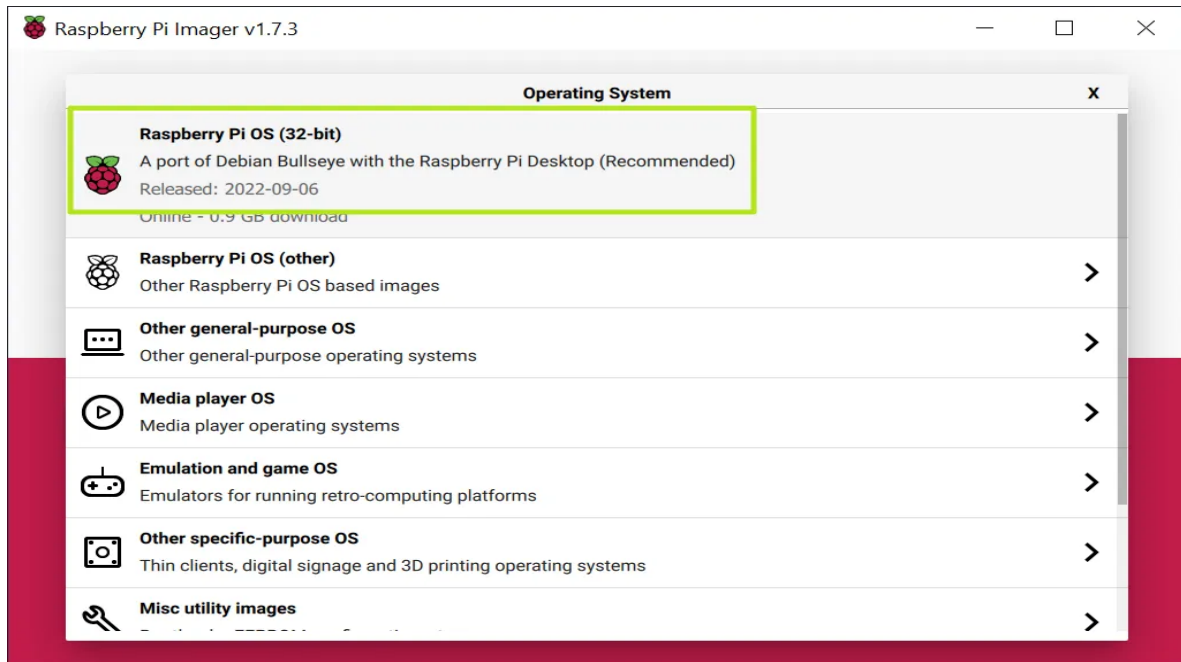 Raspberry Pi Imager v1.7.3
Operating System
X
Raspberry Pi OS (32-bit)
A port of Debian Bullseye with the Raspberry Pi Desktop (Recommended)
Released: 2022-09-06
Online - 0.9 GB download
Raspberry Pi OS (other)
Other Raspberry Pi OS based images
Other general-purpose OS
Other general-purpose operating systems
Media player OS
Media player operating systems
Emulation and game OS
Emulators for running retro-computing platforms
Other specific-purpose OS
Thin clients, digital signage and 3D printing operating systems
Misc utility images